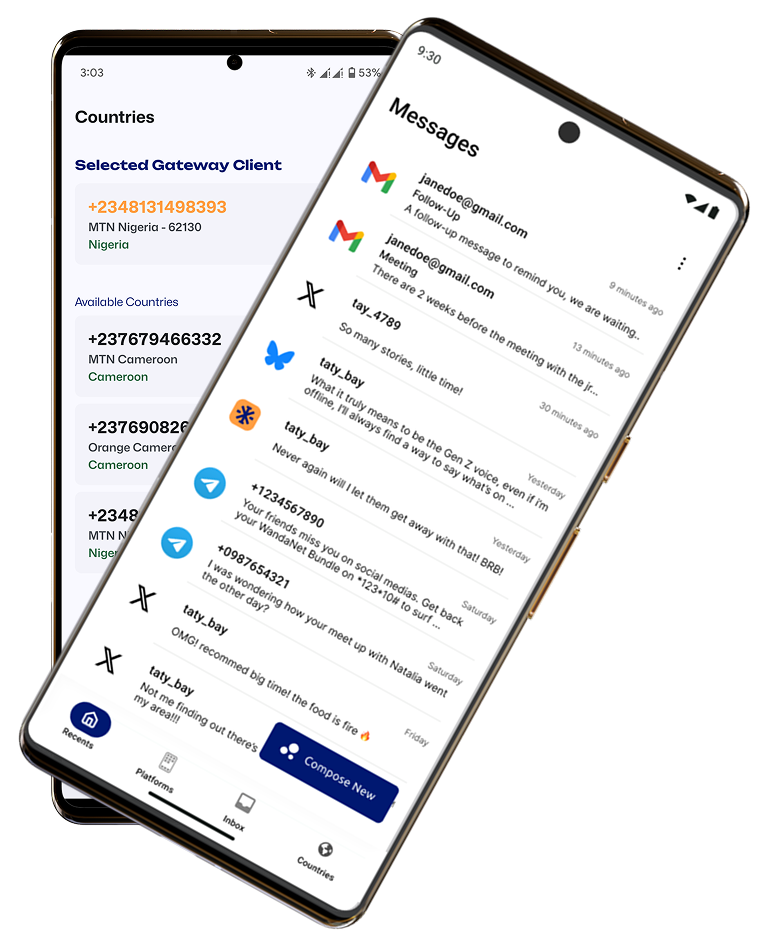 3:03
53%
Countries
Selected Gateway Client
+2348131498393
MTN Nigeria - 62130
Nigeria
Available Countries
+237679466332
MTN Cameroon
Cameroon
+23769082
Orange
Cameroon
+2348
MTN
9:30
Messages
janedoe@gmail.com
Follow-Up
A follow-up message to remind you, we are waiting..
9 minutes ago
janedoe@gmail.com
Meeting
There are 2 weeks before the meeting with the jr...
13 minutes ago
tay_4789
So many stories, little time!
30 minutes ago
taty_bay
What it truly means to be the Gen Z voice, even if i'm
offline, I'll always find a way to say what's on ...
Yesterday
taty_bay
Never again will I let them get away with that! BRB!
Yesterday
+1234567890
Your friends miss you on social medias. Get back
your WandaNet Bundle on *123*10# to surf ...
Saturday
+0987654321
I was wondering how your meet up with Natalia went
the other day?
Saturday
taty_bay
OMG! recommed big time! the food is fire 🔥
Friday
taty_bay
Not me finding out there's
my area!!!
Compose New
Recents
Platforms
Inbox
Countries